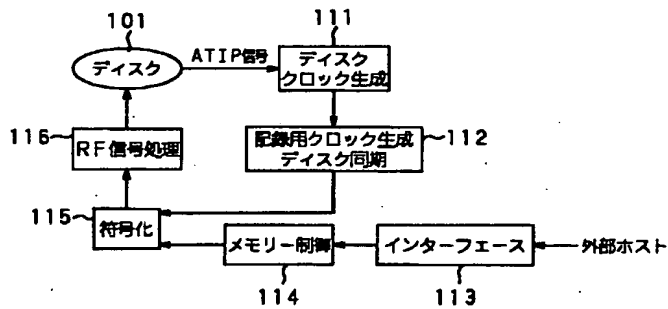 101
ディスク
ATIP信号
111
ディスク
クロック生成
116
RF信号処理
記録用クロック生成
ディスク同期
112
115
符号化
メモリー制御
インターフェース
外部ホスト
114
113